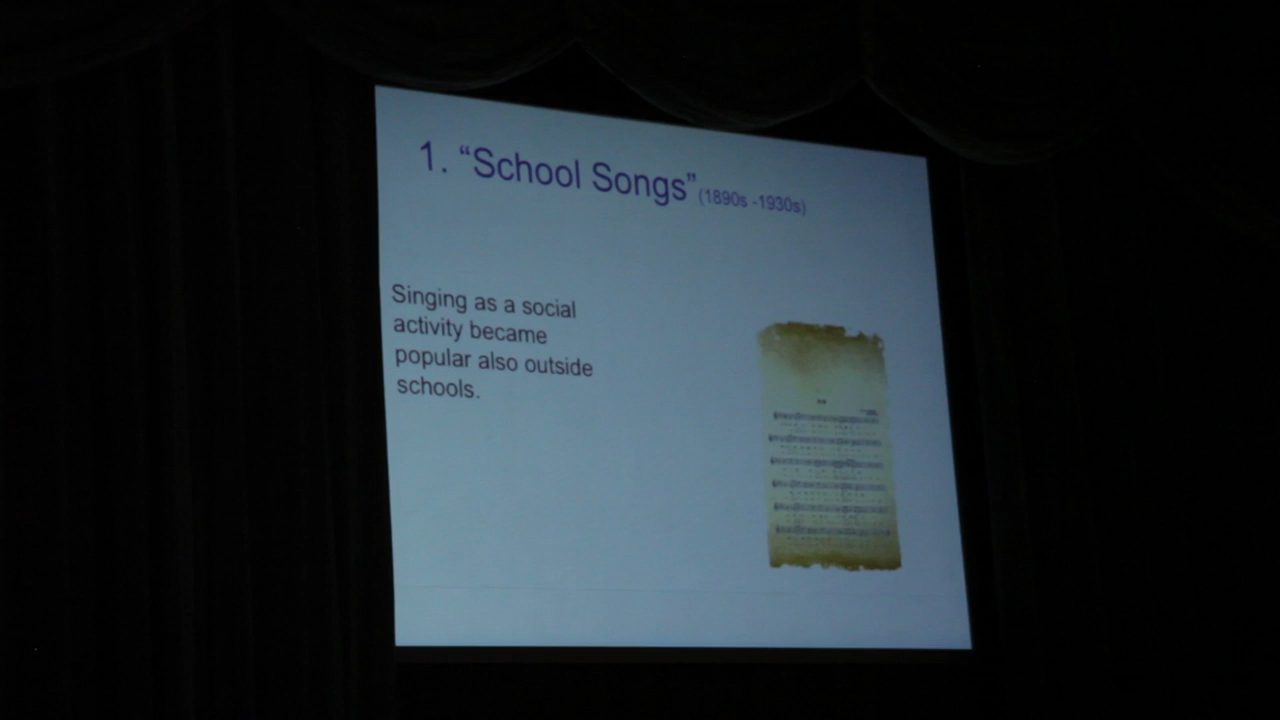 1. “School Songs” (1890s -1930s)
Singing as a social
activity became
popular also outside
schools.